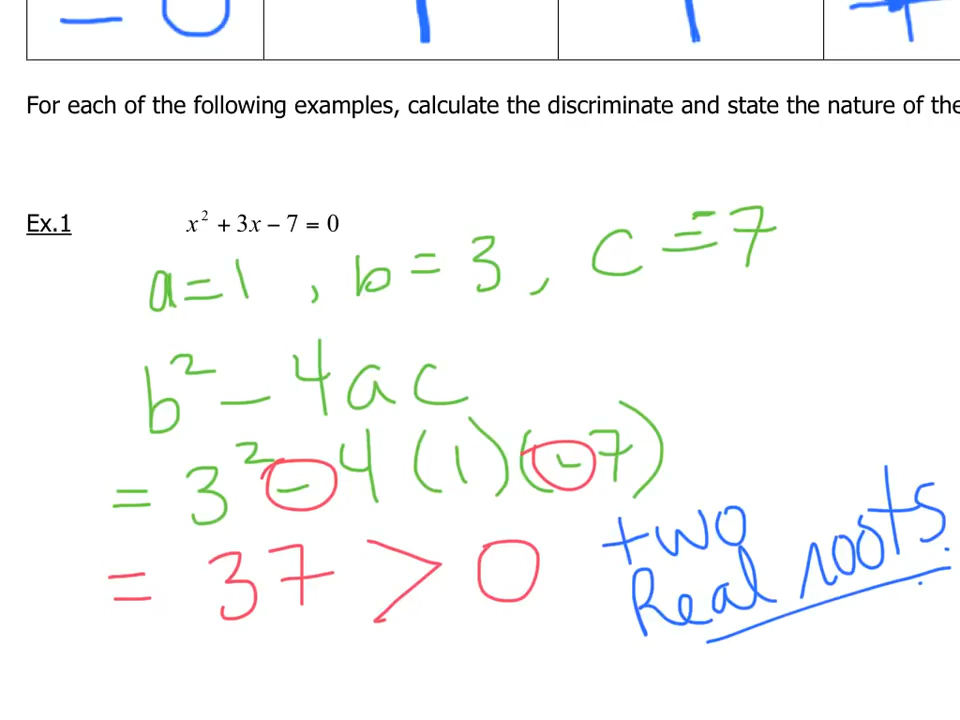 - 0
For each of the following examples, calculate the discriminate and state the nature of the
Ex.1 x² + 3x − 7 = 0
a=1 , b = 3 , c = -7
b² - 4ac
= 3² - 4 (1)(-7)
= 37 > 0
two
Real roots.